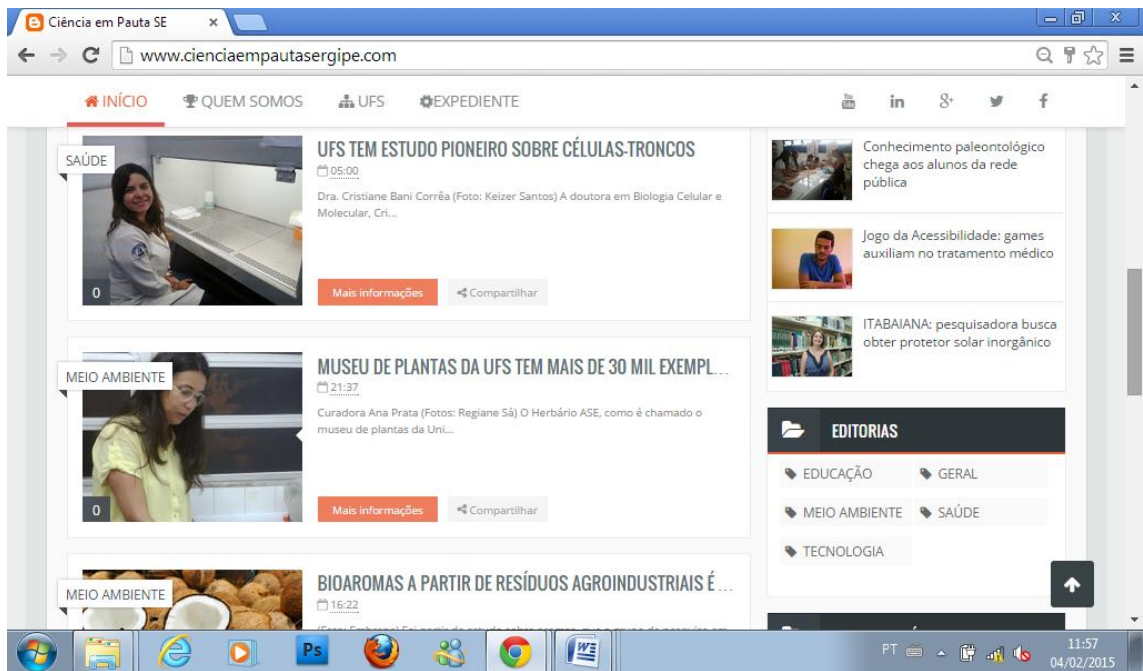 Ciência em Pauta SE
www.cienciaempautasergipe.com
INÍCIO QUEM SOMOS UFS EXPEDIENTE
You Tube in 8+ f
SAÚDE
UFS TEM ESTUDO PIONEIRO SOBRE CÉLULAS-TRONCOS
05:00
Dra. Cristiane Bani Corrêa (Foto: Keizer Santos) A doutora em Biologia Celular e
Molecular, Cri...
0
Mais informações Compartilhar
MEIO AMBIENTE
MUSEU DE PLANTAS DA UFS TEM MAIS DE 30 MIL EXEMPL...
21:37
Curadora Ana Prata (Fotos: Regiane Sá) O Herbário ASE, como é chamado o
museu de plantas da Uni...
0
Mais informações Compartilhar
MEIO AMBIENTE
BIOAROMAS A PARTIR DE RESÍDUOS AGROINDUSTRIAIS É ...
16:22
Conhecimento paleontológico
chega aos alunos da rede
pública
Jogo da Acessibilidade: games
auxiliam no tratamento médico
ITABAIANA: pesquisadora busca
obter protetor solar inorgânico
EDITORIAS
EDUCAÇÃO GERAL
MEIO AMBIENTE SAÚDE
TECNOLOGIA
Ps
W
PT
11:57
04/02/2015